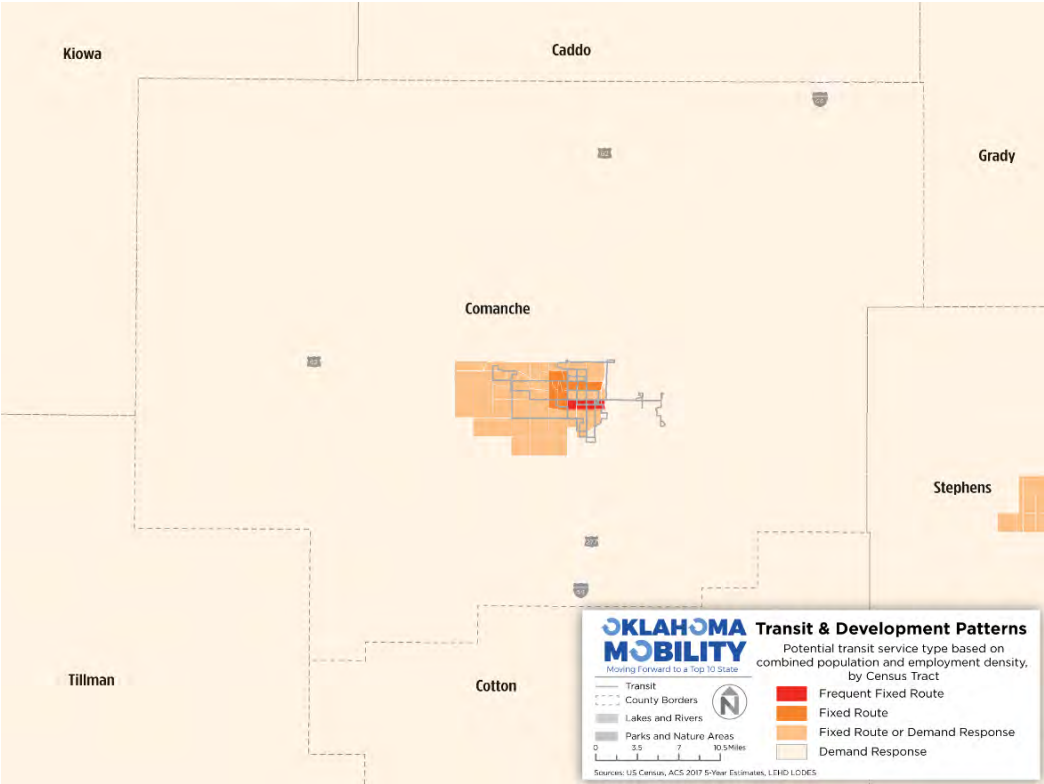 Kiowa
Caddo
Grady
Comanche
Stephens
Tillman
Cotton
OKLAHOMA
MOBILITY
Moving Forward to a Top 10 State
Transit
County Borders
Lakes and Rivers
Parks and Nature Areas
N
0 3.5 7 10.5 Miles
Transit & Development Patterns
Potential transit service type based on
combined population and employment density,
by Census Tract
Frequent Fixed Route
Fixed Route
Fixed Route or Demand Response
Demand Response
Sources: US Census, ACS 2017 5-Year Estimates, LEHD LODES